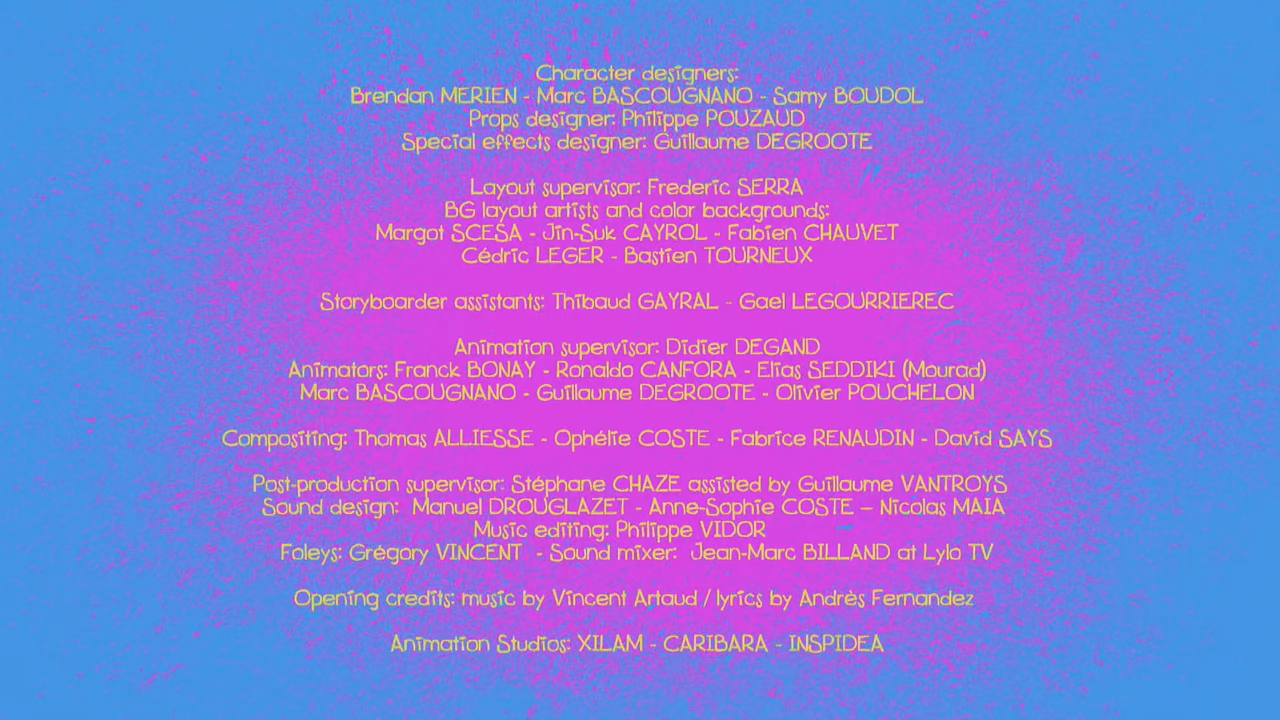 Character designers:
Brendan MERIEN - Marc BASCOUGNANO - Samy BOUDOL
Props designer: Philippe POUZAUD
Special effects designer: Guillaume DEGROOTE
Layout supervisor: Frederic SERRA
BG layout artists and color backgrounds:
Margot SCESA - Jin-Suk CAYROL - Fabien CHAUVET
Cédric LEGER - Bastien TOURNEUX
Storyboarder assistants: Thibaud GAYRAL - Gael LEGOURRIEREC
Animation supervisor: Didier DEGAND
Animators: Franck BONAY - Ronaldo CANFORA - Elias SEDDIKI (Mourad)
Marc BASCOUGNANO - Guillaume DEGROOTE - Olivier POUCHELON
Compositing: Thomas ALLIESSE - Ophélie COSTE - Fabrice RENAUDIN - David SAYS
Post-production supervisor: Stéphane CHAZE assisted by Guillaume VANTROYS
Sound design:  Manuel DROUGLAZET - Anne-Sophie COSTE – Nicolas MAIA
Music editing: Philippe VIDOR
Foleys: Grégory VINCENT  - Sound mixer:  Jean-Marc BILLAND at Lylo TV
Opening credits: music by Vincent Artaud / lyrics by Andrès Fernandez
Animation Studios: XILAM - CARIBARA - INSPIDEA